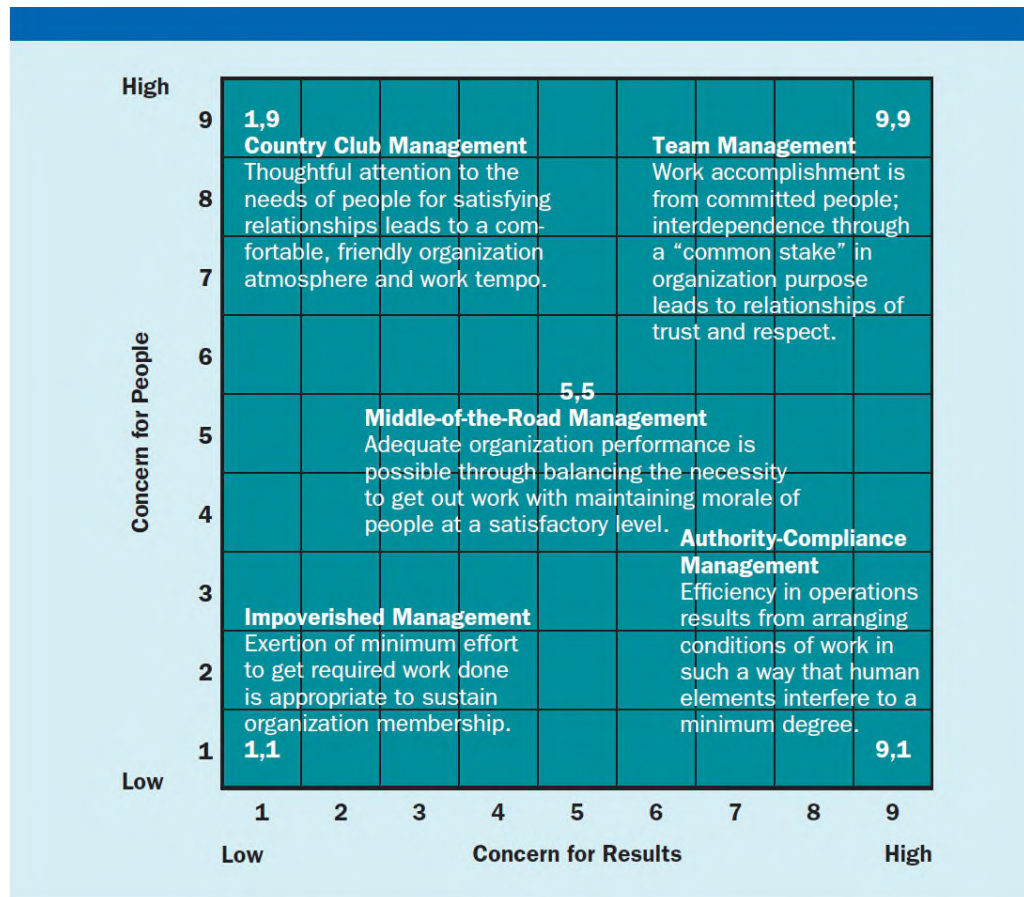 High
9
1,9
Country Club Management
Thoughtful attention to the
needs of people for satisfying
relationships leads to a com-
fortable, friendly organization
atmosphere and work tempo.
9,9
Team Management
Work accomplishment is
from committed people;
interdependence through
a “common stake” in
organization purpose
leads to relationships of
trust and respect.
8
7
6
Concern for People
5,5
Middle-of-the-Road Management
Adequate organization performance is
possible through balancing the necessity
to get out work with maintaining morale of
people at a satisfactory level.
5
4
Authority-Compliance
Management
Efficiency in operations
results from arranging
conditions of work in
such a way that human
elements interfere to a
minimum degree.
9,1
3
Impoverished Management
Exertion of minimum effort
to get required work done
is appropriate to sustain
organization membership.
1,1
2
1
Low
1 2 3 4 5 6 7 8 9
Low Concern for Results High